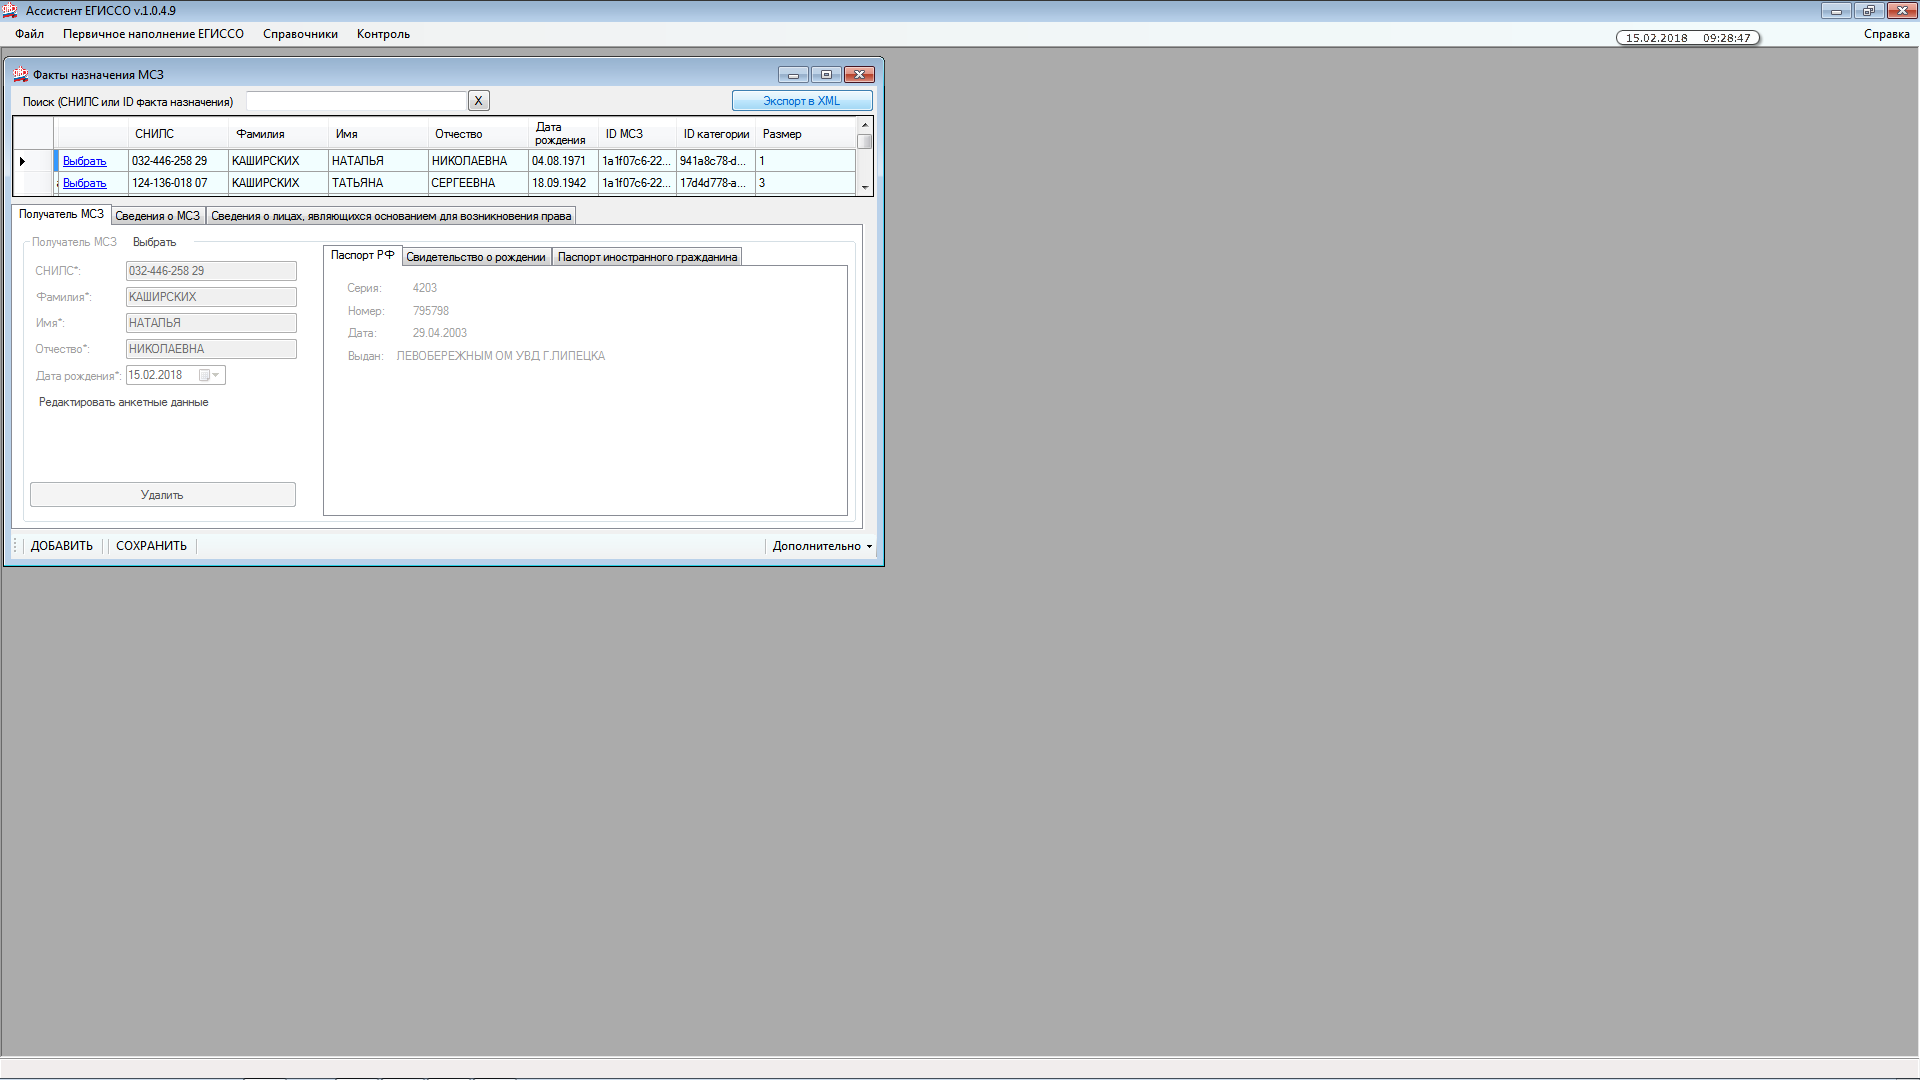 Ассистент ЕГИССО v.1.0.4.9
Файл Первичное наполнение ЕГИССО Справочники Контроль 15.02.2018 09:28:47 Справка
Факты назначения МСЗ
Поиск (СНИЛС или ID факта назначения) X Экспорт в XML
СНИЛС Фамилия Имя Отчество Дата рождения ID МСЗ ID категории Размер
Выбрать 032-446-258 29 КАШИРСКИХ НАТАЛЬЯ НИКОЛАЕВНА 04.08.1971 1a1f07c6-22... 941a8c78-d... 1
Выбрать 124-136-018 07 КАШИРСКИХ ТАТЬЯНА СЕРГЕЕВНА 18.09.1942 1a1f07c6-22... 17d4d778-a... 3
Получатель МСЗ Сведения о МСЗ Сведения о лицах, являющихся основанием для возникновения права
Получатель МСЗ Выбрать
СНИЛС*: 032-446-258 29
Фамилия*: КАШИРСКИХ
Имя*: НАТАЛЬЯ
Отчество*: НИКОЛАЕВНА
Дата рождения*: 15.02.2018
Редактировать анкетные данные
Удалить
Паспорт РФ Свидетельство о рождении Паспорт иностранного гражданина
Серия: 4203
Номер: 795798
Дата: 29.04.2003
Выдан: ЛЕВОБЕРЕЖНЫМ ОМ УВД Г.ЛИПЕЦКА
ДОБАВИТЬ СОХРАНИТЬ Дополнительно